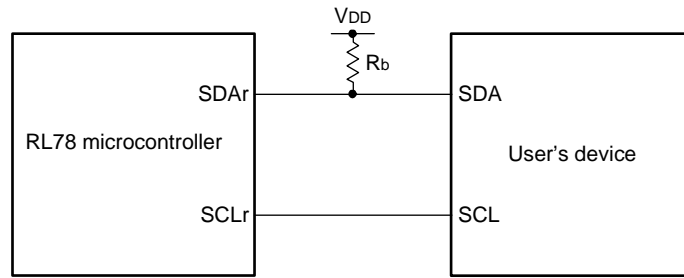 VDD
Rb
SDAr
SDA
RL78 microcontroller
User's device
SCLr
SCL